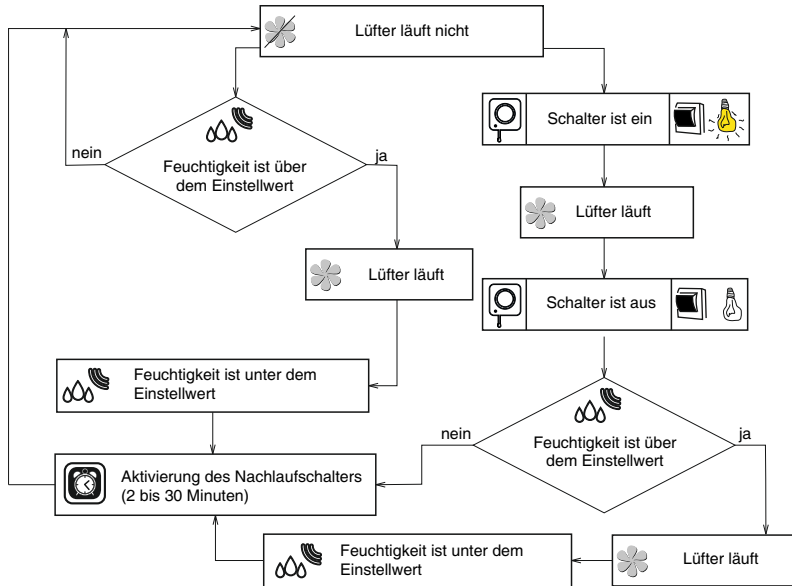 Lüfter läuft nicht
Schalter ist ein
nein
Feuchtigkeit ist über
dem Einstellwert
ja
Lüfter läuft
Lüfter läuft
Schalter ist aus
Feuchtigkeit ist unter dem
Einstellwert
nein
Feuchtigkeit ist über
dem Einstellwert
ja
Aktivierung des Nachlaufschalters
(2 bis 30 Minuten)
Feuchtigkeit ist unter dem
Einstellwert
Lüfter läuft